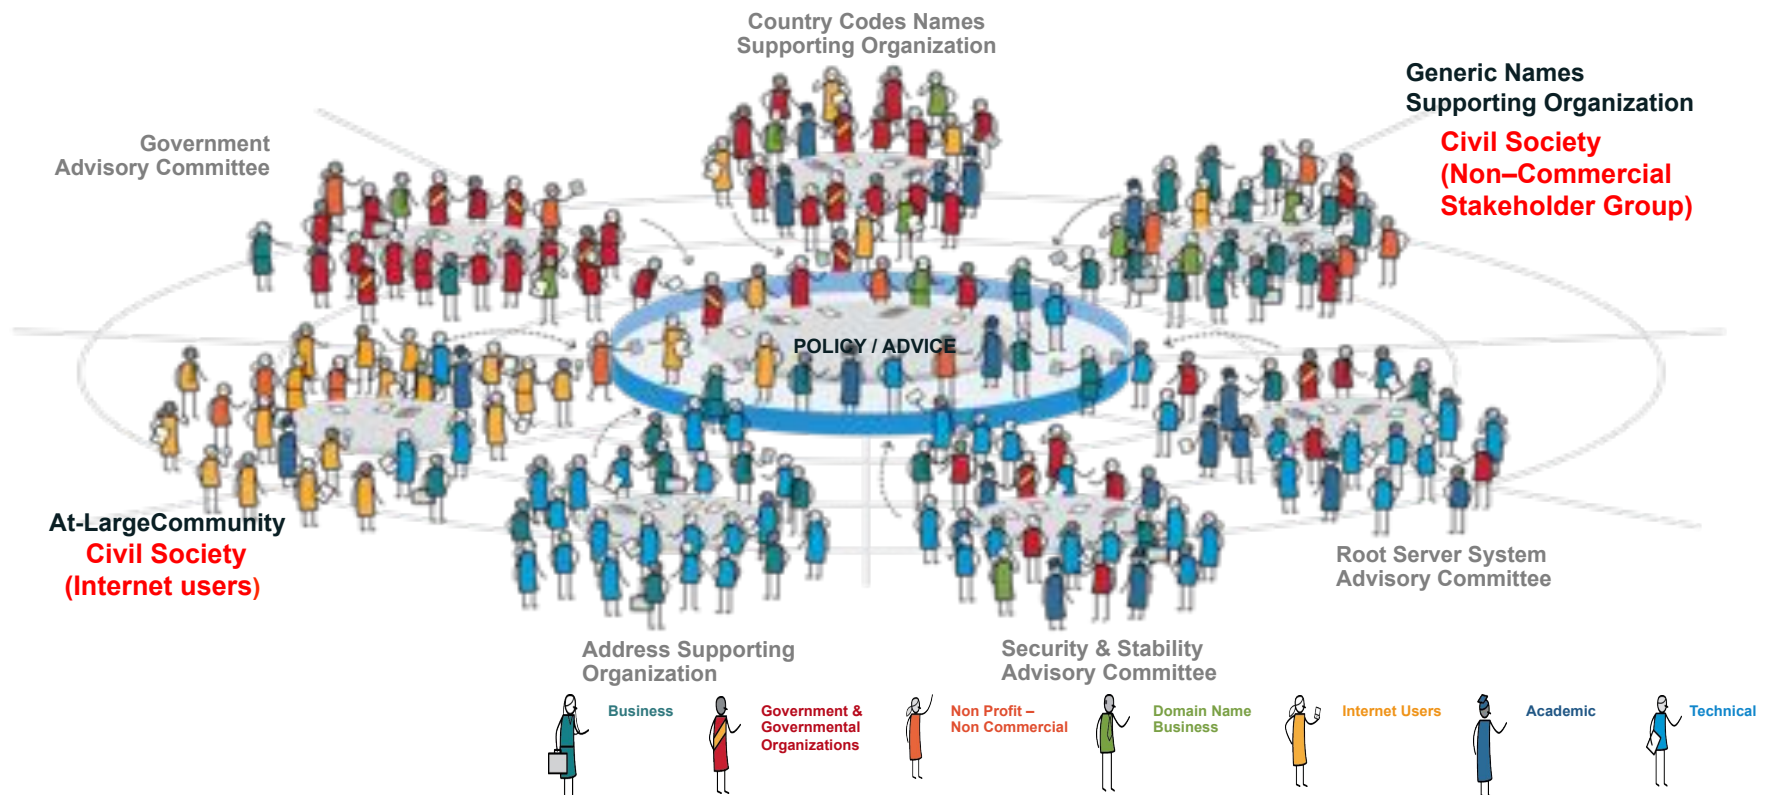 Country Codes Names
Supporting Organization
Generic Names
Supporting Organization
Civil Society
(Non–Commercial
Stakeholder Group)
Government
Advisory Committee
POLICY / ADVICE
At-LargeCommunity
Civil Society
(Internet users)
Root Server System
Advisory Committee
Address Supporting
Organization
Security & Stability
Advisory Committee
Business
Government &
Governmental
Organizations
Non Profit –
Non Commercial
Domain Name
Business
Internet Users
Academic
Technical